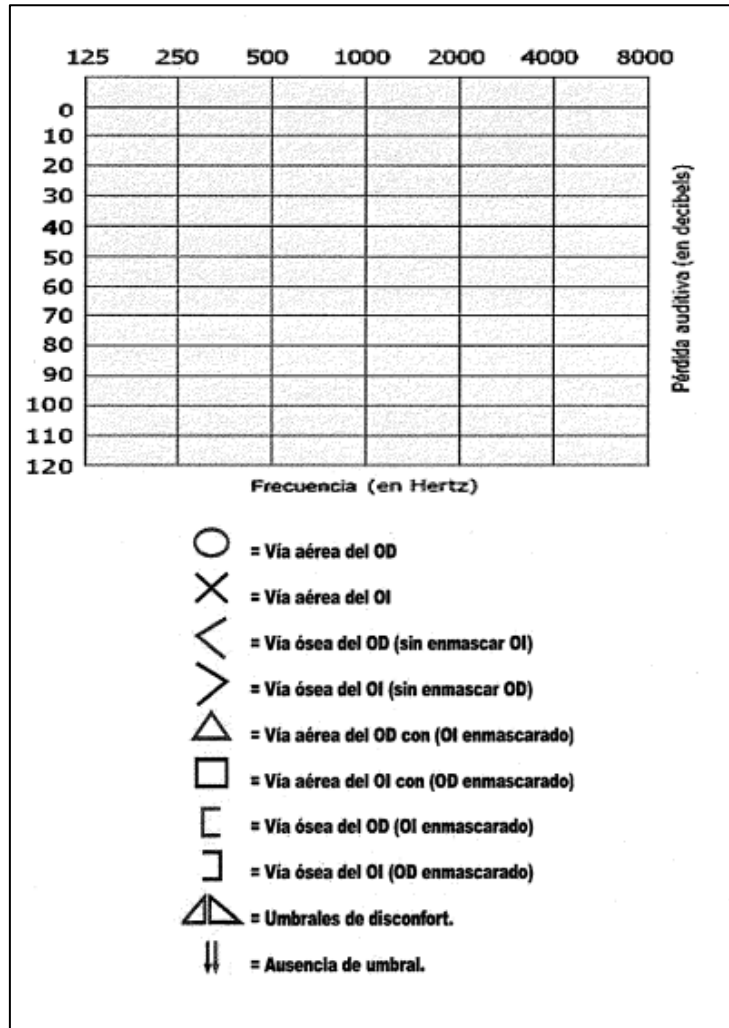 125 250 500 1000 2000 4000 8000
0
10
20
30
40
50
60
70
80
90
100
110
120
Pérdida auditiva (en decibels)
Frecuencia (en Hertz)
= Vía aérea del OD
= Vía aérea del OI
= Vía ósea del OD (sin enmascar OI)
= Vía ósea del OI (sin enmascar OD)
= Vía aérea del OD con (OI enmascarado)
= Vía aérea del OI con (OD enmascarado)
= Vía ósea del OD (OI enmascarado)
= Vía ósea del OI (OD enmascarado)
= Umbrales de disconfort.
= Ausencia de umbral.